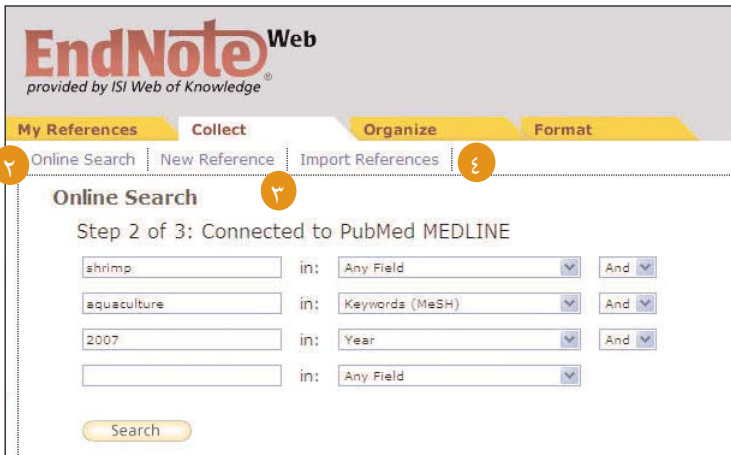 EndNote Web
®
provided by ISI Web of Knowledge
My References Collect Organize Format
٢ Online Search New Reference Import References ٤
٣
Online Search
Step 2 of 3: Connected to PubMed MEDLINE
shrimp in: Any Field And
aquaculture in: Keywords (MeSH) And
2007 in: Year And
in: Any Field
Search